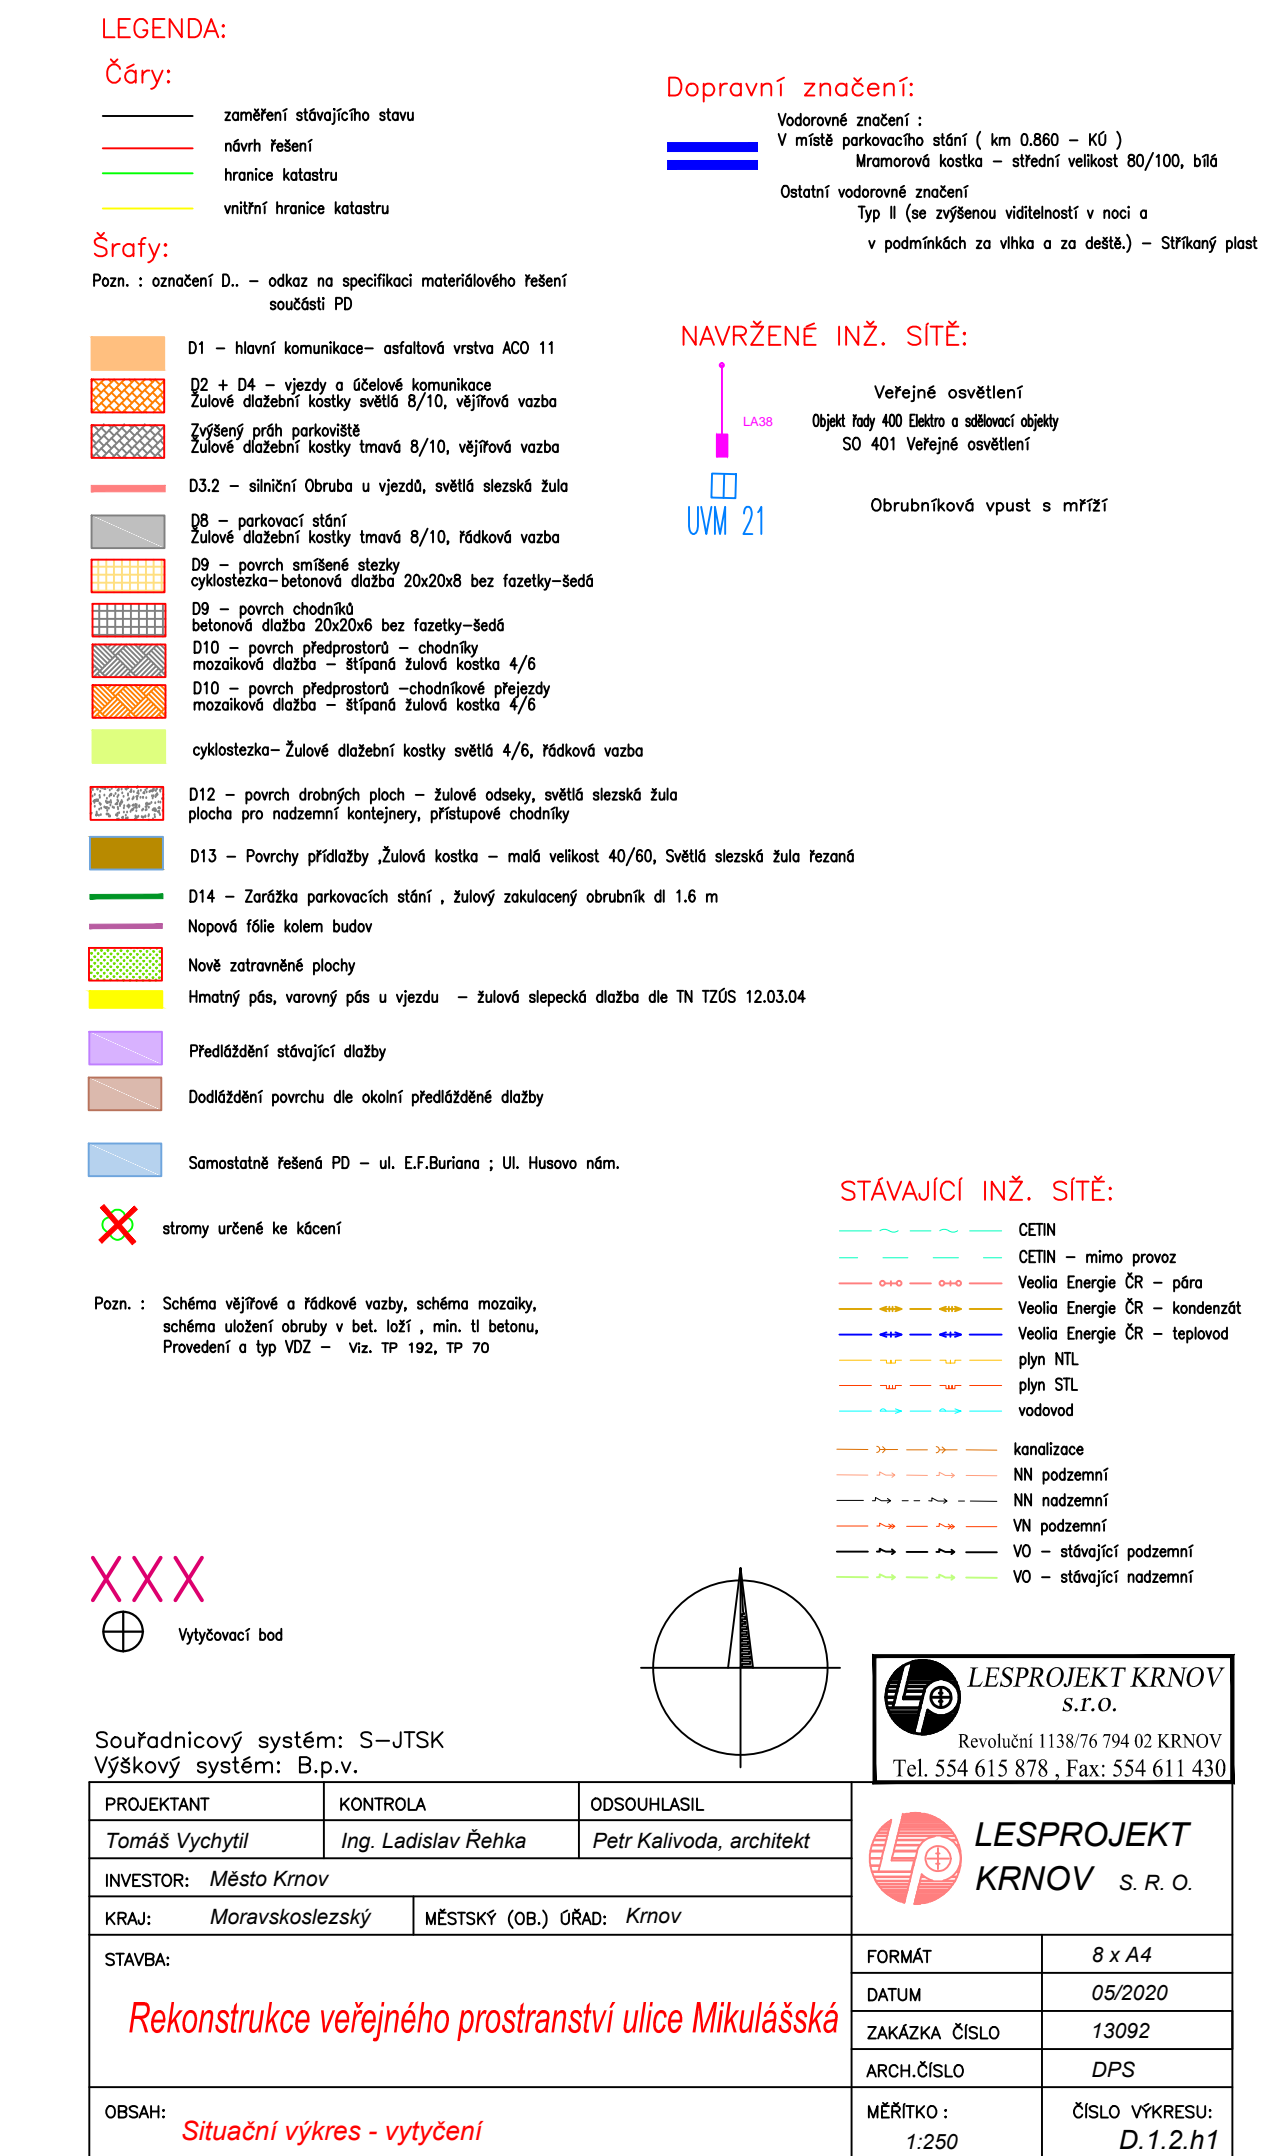 LEGENDA:
Čáry:
zaměření stávajícího stavu
návrh řešení
hranice katastru
vnitřní hranice katastru
Šrafy:
Pozn. : označení D.. – odkaz na specifikaci materiálového řešení
součásti PD
D1 – hlavní komunikace– asfaltová vrstva ACO 11
D2 + D4 – vjezdy a účelové komunikace
Žulové dlažební kostky světlá 8/10, vějířová vazba
Zvýšený práh parkoviště
Žulové dlažební kostky tmavá 8/10, vějířová vazba
D3.2 – silniční Obruba u vjezdů, světlá slezská žula
D8 – parkovací stání
Žulové dlažební kostky tmavá 8/10, řádková vazba
D9 – povrch smíšené stezky
cyklostezka–betonová dlažba 20x20x8 bez fazetky–šedá
D9 – povrch chodníků
betonová dlažba 20x20x6 bez fazetky–šedá
D10 – povrch předprostorů – chodníky
mozaiková dlažba – štípaná žulová kostka 4/6
D10 – povrch předprostorů –chodníkové přejezdy
mozaiková dlažba – štípaná žulová kostka 4/6
cyklostezka– Žulové dlažební kostky světlá 4/6, řádková vazba
D12 – povrch drobných ploch – žulové odseky, světlá slezská žula
plocha pro nadzemní kontejnery, přístupové chodníky
D13 – Povrchy přídlažby ,Žulová kostka – malá velikost 40/60, Světlá slezská žula řezaná
D14 – Zarážka parkovacích stání , žulový zakulacený obrubník dl 1.6 m
Nopová fólie kolem budov
Nově zatravněné plochy
Hmatný pás, varovný pás u vjezdu – žulová slepecká dlažba dle TN TZÚS 12.03.04
Předláždění stávající dlažby
Dodláždění povrchu dle okolní předlážděné dlažby
Samostatně řešená PD – ul. E.F.Buriana ; Ul. Husovo nám.
stromy určené ke kácení
Pozn. : Schéma vějířové a řádkové vazby, schéma mozaiky,
schéma uložení obruby v bet. loží , min. tl betonu,
Provedení a typ VDZ – Viz. TP 192, TP 70
Dopravní značení:
Vodorovné značení :
V místě parkovacího stání ( km 0.860 – KÚ )
Mramorová kostka – střední velikost 80/100, bílá
Ostatní vodorovné značení
Typ II (se zvýšenou viditelností v noci a
v podmínkách za vlhka a za deště.) – Stříkaný plast
NAVRŽENÉ INŽ. SÍTĚ:
LA38
Veřejné osvětlení
Objekt řady 400 Elektro a sdělovací objekty
SO 401 Veřejné osvětlení
UVM 21
Obrubníková vpust s mříží
STÁVAJÍCÍ INŽ. SÍTĚ:
CETIN
CETIN – mimo provoz
Veolia Energie ČR – pára
Veolia Energie ČR – kondenzát
Veolia Energie ČR – teplovod
plyn NTL
plyn STL
vodovod
kanalizace
NN podzemní
NN nadzemní
VN podzemní
VO – stávající podzemní
VO – stávající nadzemní
XXX
Vytyčovací bod
LESPROJEKT KRNOV
s.r.o.
Revoluční 1138/76 794 02 KRNOV
Tel. 554 615 878 , Fax: 554 611 430
Souřadnicový systém: S–JTSK
Výškový systém: B.p.v.
PROJEKTANT KONTROLA ODSOUHLASIL
Tomáš Vychytil Ing. Ladislav Řehka Petr Kalivoda, architekt
INVESTOR: Město Krnov
KRAJ: Moravskoslezský MĚSTSKÝ (OB.) ÚŘAD: Krnov
LESPROJEKT
KRNOV S. R. O.
STAVBA:
Rekonstrukce veřejného prostranství ulice Mikulášská
FORMÁT 8 x A4
DATUM 05/2020
ZAKÁZKA ČÍSLO 13092
ARCH.ČÍSLO DPS
OBSAH:
Situační výkres - vytyčení
MĚŘÍTKO : ČÍSLO VÝKRESU:
1:250 D.1.2.h1